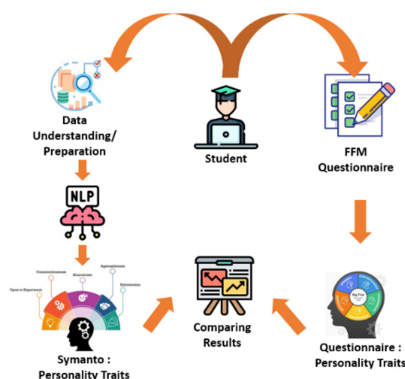 Data
Understanding/
Preparation
Student
FFM
Questionnaire
NLP
Symanto :
Personality Traits
Comparing
Results
Questionnaire :
Personality Traits